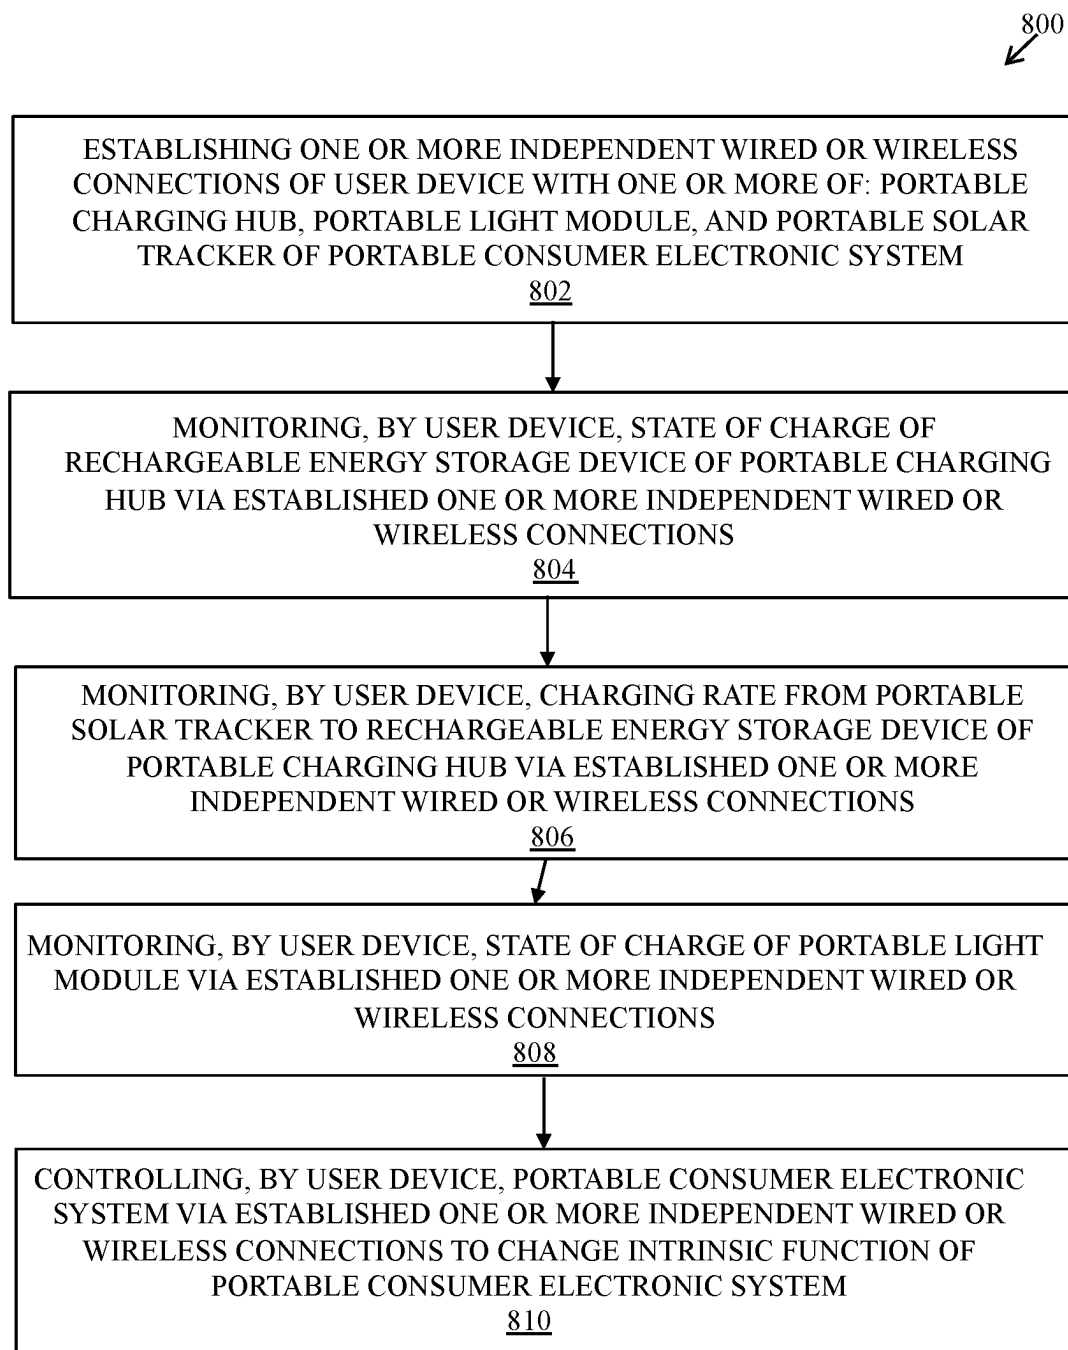 800
ESTABLISHING ONE OR MORE INDEPENDENT WIRED OR WIRELESS
CONNECTIONS OF USER DEVICE WITH ONE OR MORE OF: PORTABLE
CHARGING HUB, PORTABLE LIGHT MODULE, AND PORTABLE SOLAR
TRACKER OF PORTABLE CONSUMER ELECTRONIC SYSTEM
802
MONITORING, BY USER DEVICE, STATE OF CHARGE OF
RECHARGEABLE ENERGY STORAGE DEVICE OF PORTABLE CHARGING
HUB VIA ESTABLISHED ONE OR MORE INDEPENDENT WIRED OR
WIRELESS CONNECTIONS
804
MONITORING, BY USER DEVICE, CHARGING RATE FROM PORTABLE
SOLAR TRACKER TO RECHARGEABLE ENERGY STORAGE DEVICE OF
PORTABLE CHARGING HUB VIA ESTABLISHED ONE OR MORE
INDEPENDENT WIRED OR WIRELESS CONNECTIONS
806
MONITORING, BY USER DEVICE, STATE OF CHARGE OF PORTABLE LIGHT
MODULE VIA ESTABLISHED ONE OR MORE INDEPENDENT WIRED OR
WIRELESS CONNECTIONS
808
CONTROLLING, BY USER DEVICE, PORTABLE CONSUMER ELECTRONIC
SYSTEM VIA ESTABLISHED ONE OR MORE INDEPENDENT WIRED OR
WIRELESS CONNECTIONS TO CHANGE INTRINSIC FUNCTION OF
PORTABLE CONSUMER ELECTRONIC SYSTEM
810